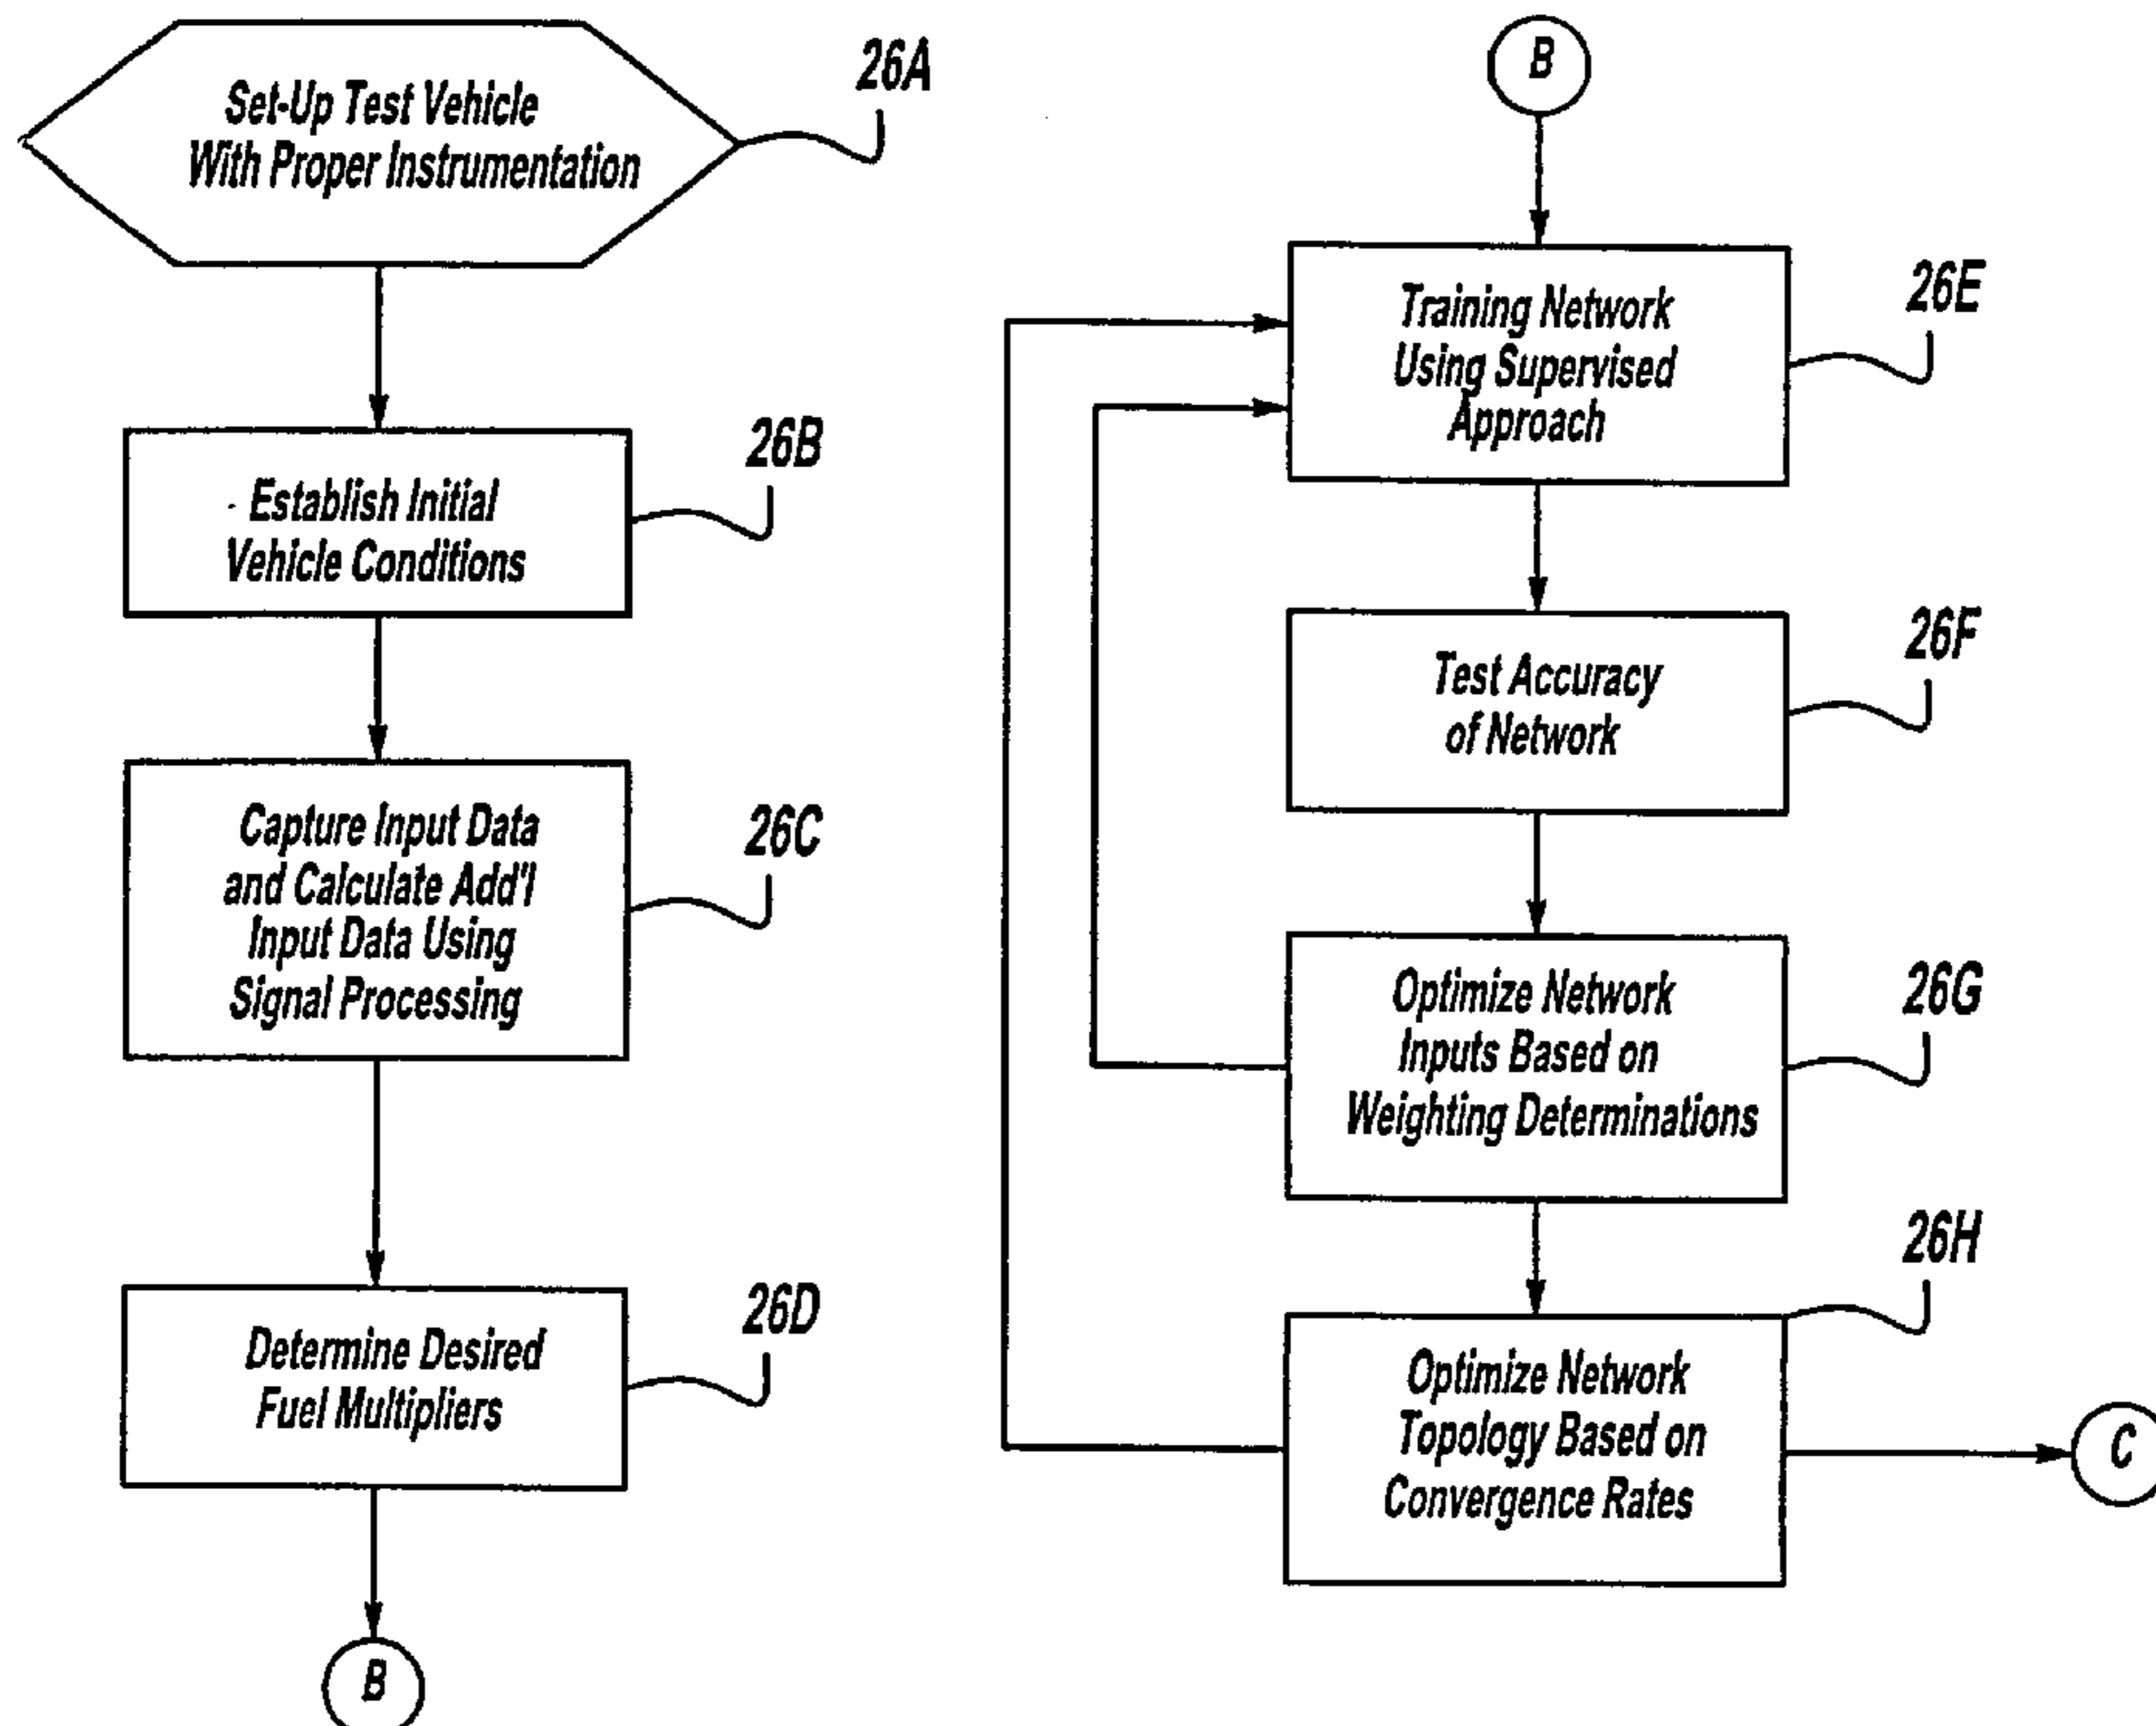 Set-Up Test Vehicle
With Proper Instrumentation
26A
Establish Initial
Vehicle Conditions
26B
Capture Input Data
and Calculate Add'l
Input Data Using
Signal Processing
26C
Determine Desired
Fuel Multipliers
26D
B
B
Training Network
Using Supervised
Approach
26E
Test Accuracy
of Network
26F
Optimize Network
Inputs Based on
Weighting Determinations
26G
Optimize Network
Topology Based on
Convergence Rates
26H
C